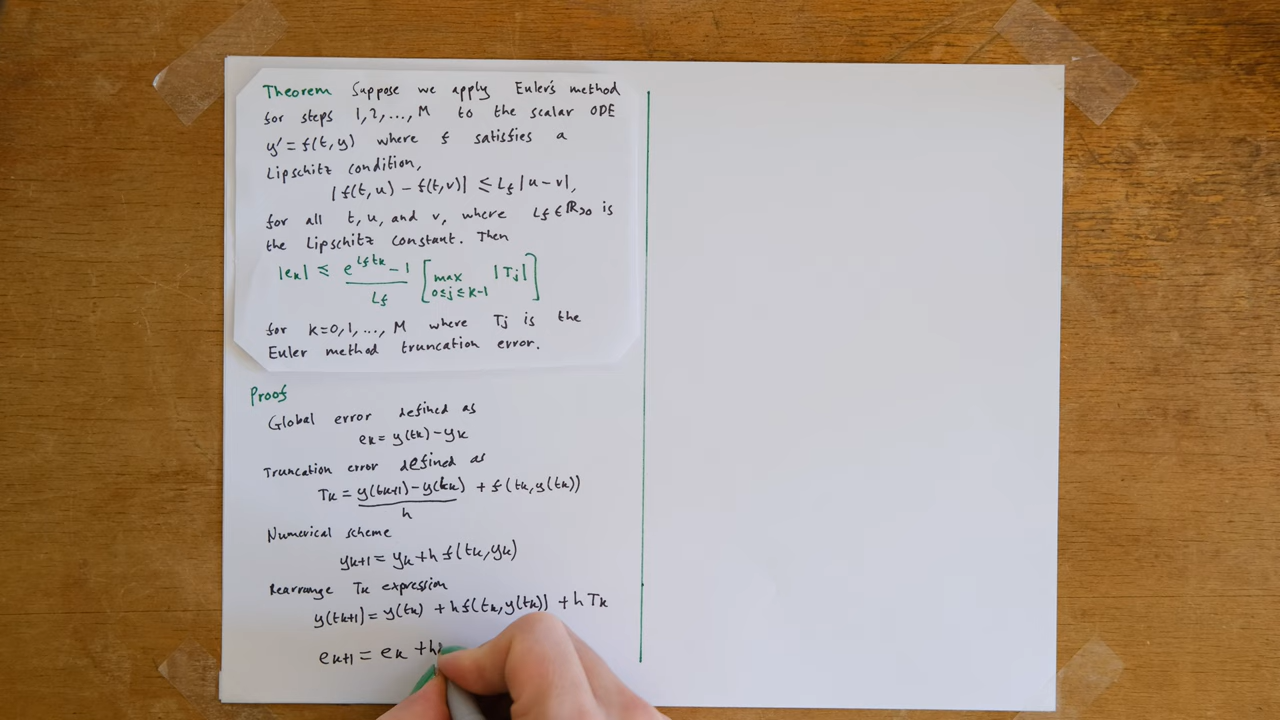 Theorem Suppose we apply Euler's method
for steps 1,2,..., M to the scalar ODE
y' = f(t, y) where f satisfies a
Lipschitz condition,
|f(t, u) - f(t, v)| ≤ Lf |u - v|,
for all t, u, and v, where Lf ∈ ℝ>0 is
the Lipschitz constant. Then
|ek| ≤ (e^(Lf tk) - 1)/Lf [max 0≤j≤k-1 |Tj|]
for k=0,1,..., M where Tj is the
Euler method truncation error.
Proof
Global error defined as
ek = y(tk) - yk
Truncation error defined as
Tk = (y(tk+1) - y(tk))/h + f(tk, y(tk))
Numerical scheme
yk+1 = yk + h f(tk, yk)
Rearrange Tk expression
y(tk+1) = y(tk) + h f(tk, y(tk)) + h Tk
ek+1 = ek + h